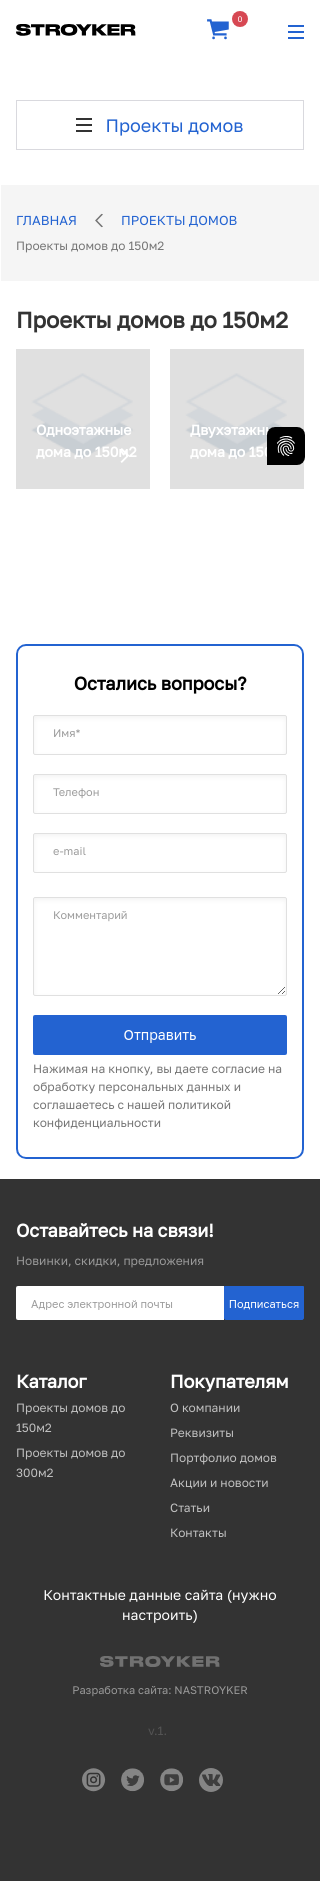 STROYKER
0
Проекты домов
ГЛАВНАЯ
ПРОЕКТЫ ДОМОВ
Проекты домов до 150м2
Проекты домов до 150м2
Одноэтажные
дома до 150м2
Двухэтажн
дома до 150
Остались вопросы?
Имя*
Телефон
e-mail
Комментарий
Отправить
Нажимая на кнопку, вы даете согласие на
обработку персональных данных и
соглашаетесь с нашей политикой
конфиденциальности
Оставайтесь на связи!
Новинки, скидки, предложения
Адрес электронной почты
Подписаться
Каталог
Проекты домов до
150м2
Проекты домов до
300м2
Покупателям
О компании
Реквизиты
Портфолио домов
Акции и новости
Статьи
Контакты
Контактные данные сайта (нужно
настроить)
STROYKER
Разработка сайта: NASTROYKER
v.1.